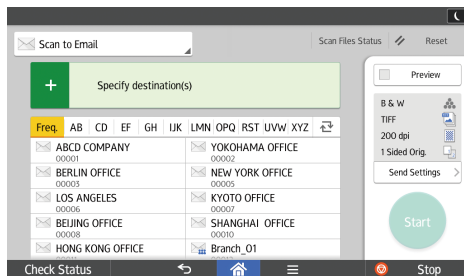 Scan to Email
Scan Files Status
Reset
+ Specify destination(s)
Preview
B & W
TIFF
200 dpi
1 Sided Orig.
Send Settings
Start
Freq. AB CD EF GH IJK LMN OPQ RST UVW XYZ
ABCD COMPANY
00001
YOKOHAMA OFFICE
00002
BERLIN OFFICE
00003
NEW YORK OFFICE
00005
LOS ANGELES
00006
KYOTO OFFICE
00007
BEIJING OFFICE
00008
SHANGHAI OFFICE
00010
HONG KONG OFFICE
Branch_01
Check Status
Stop